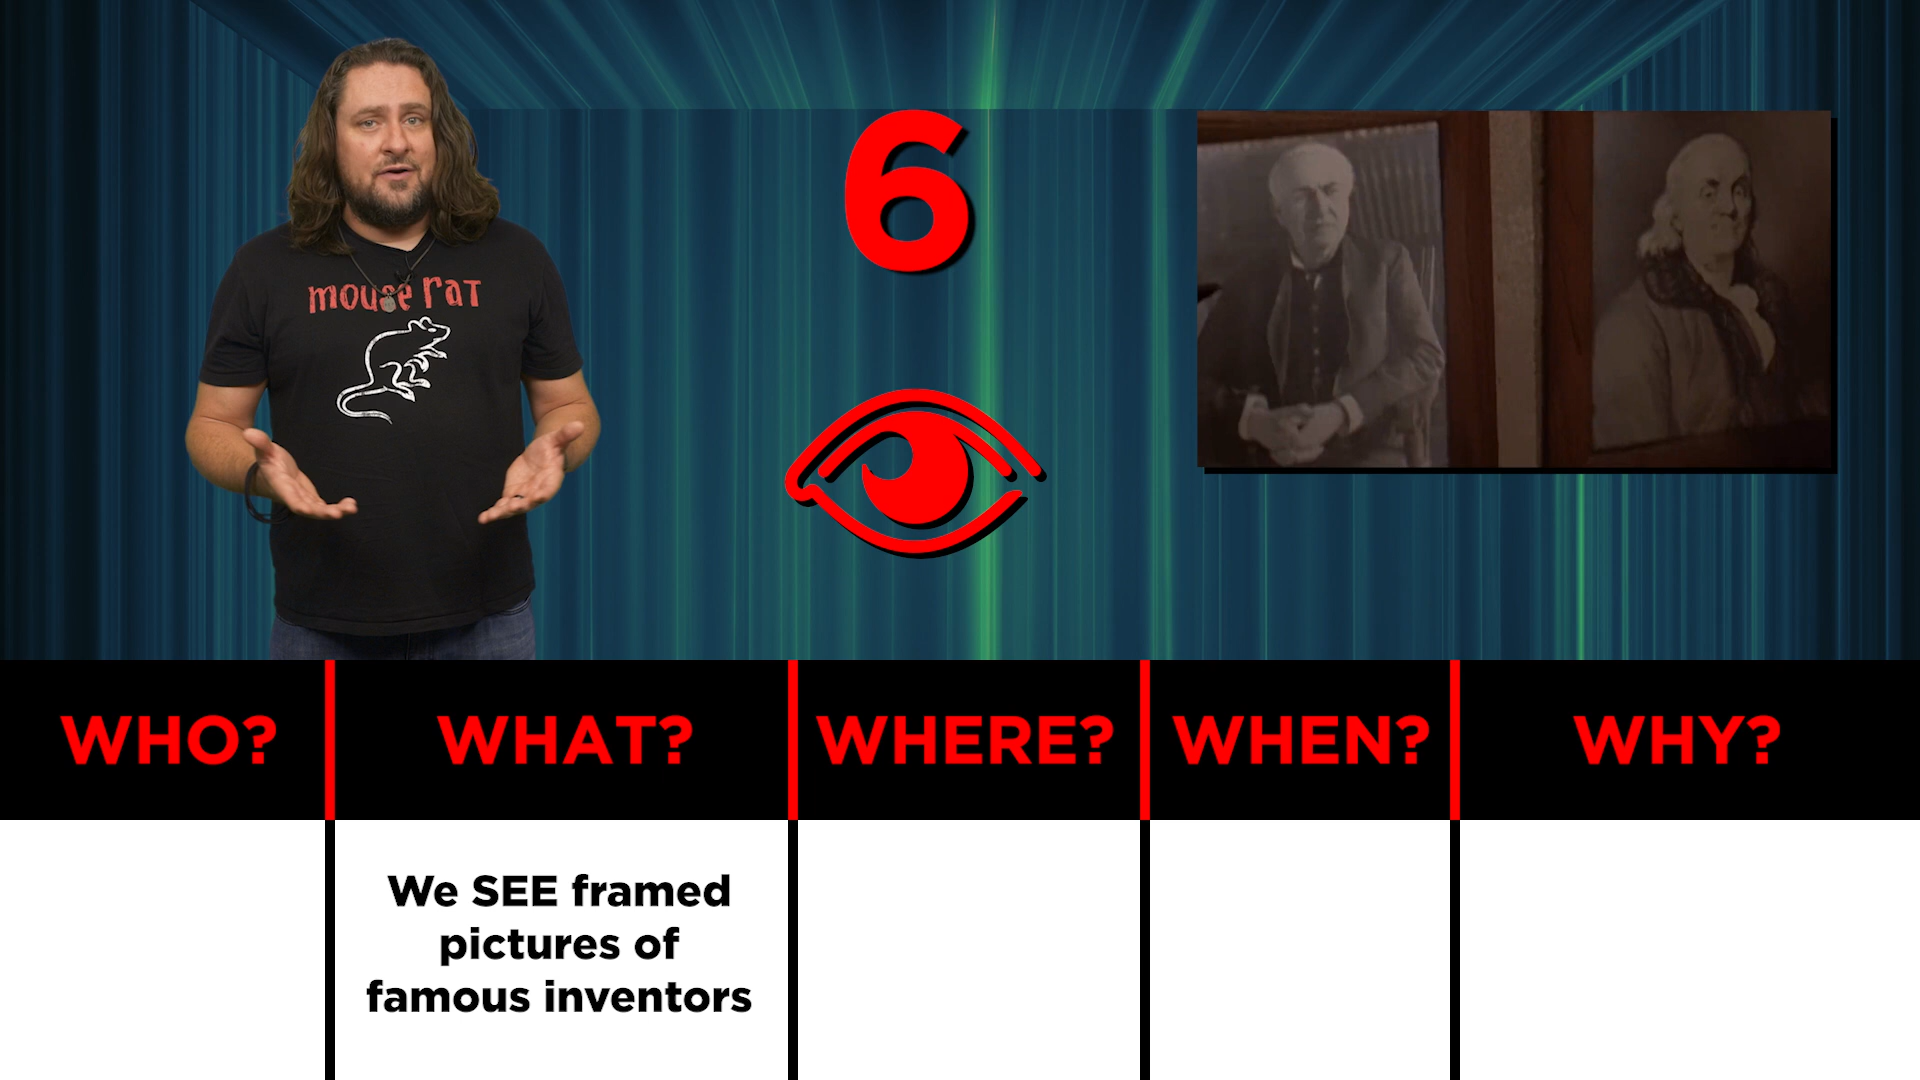 mouse rat
6
WHO?
WHAT?
WHERE?
WHEN?
WHY?
We SEE framed
pictures of
famous inventors